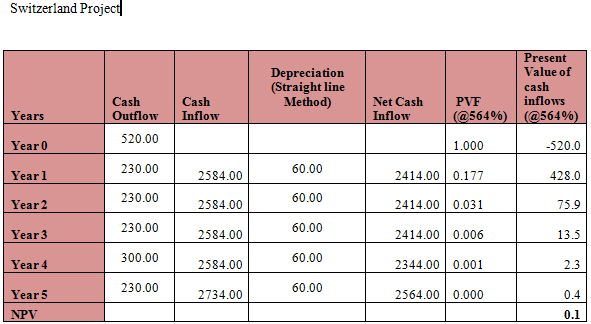 Switzerland Project
Years Cash Outflow Cash Inflow Depreciation (Straight line Method) Net Cash Inflow PVF (@564%) Present Value of cash inflows (@564%)
Year 0 520.00 1.000 -520.0
Year 1 230.00 2584.00 60.00 2414.00 0.177 428.0
Year 2 230.00 2584.00 60.00 2414.00 0.031 75.9
Year 3 230.00 2584.00 60.00 2414.00 0.006 13.5
Year 4 300.00 2584.00 60.00 2344.00 0.001 2.3
Year 5 230.00 2734.00 60.00 2564.00 0.000 0.4
NPV 0.1